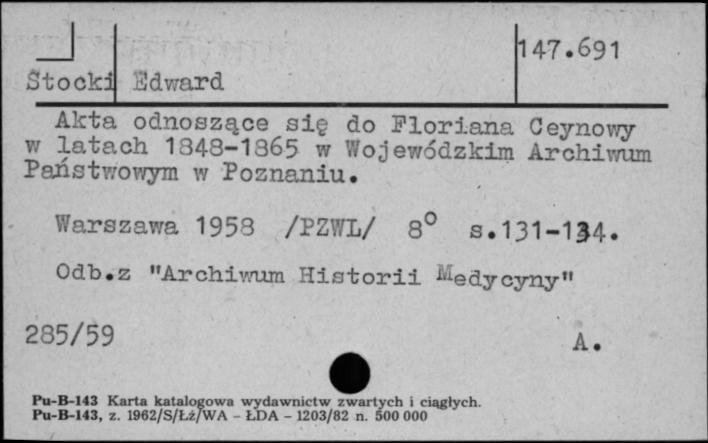 147.691
Stocki Edward
Akta odnoszące się do Floriana Ceynowy
w latach 1848-1865 w Wojewódzkim Archiwum
Państwowym w Poznaniu.
Warszawa 1958 /PZWL/ 8° s.131-134.
Odb.z "Archiwum Historii Medycyny"
285/59 A.
Pu-B-143 Karta katalogowa wydawnictw zwartych i ciągłych.
Pu-B-143, z. 1962/S/Łź/WA - ŁDA - 1203/82 n. 500 000